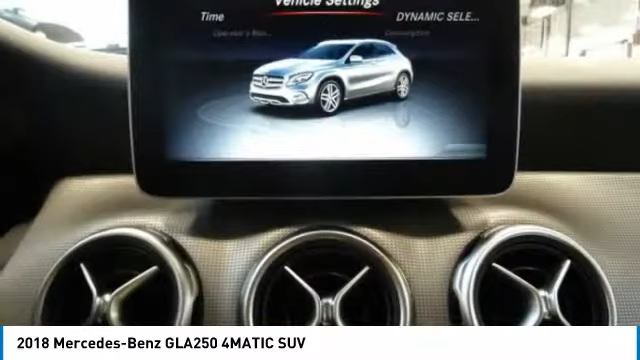 Vehicle Settings
Time DYNAMIC SELE...
2018 Mercedes-Benz GLA250 4MATIC SUV